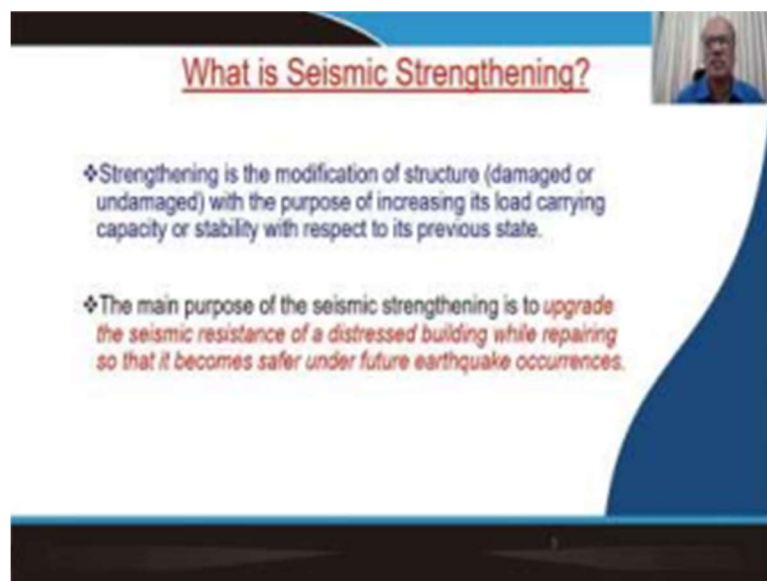 What is Seismic Strengthening?
❖Strengthening is the modification of structure (damaged or
undamaged) with the purpose of increasing its load carrying
capacity or stability with respect to its previous state.
❖The main purpose of the seismic strengthening is to upgrade
the seismic resistance of a distressed building while repairing
so that it becomes safer under future earthquake occurrences.